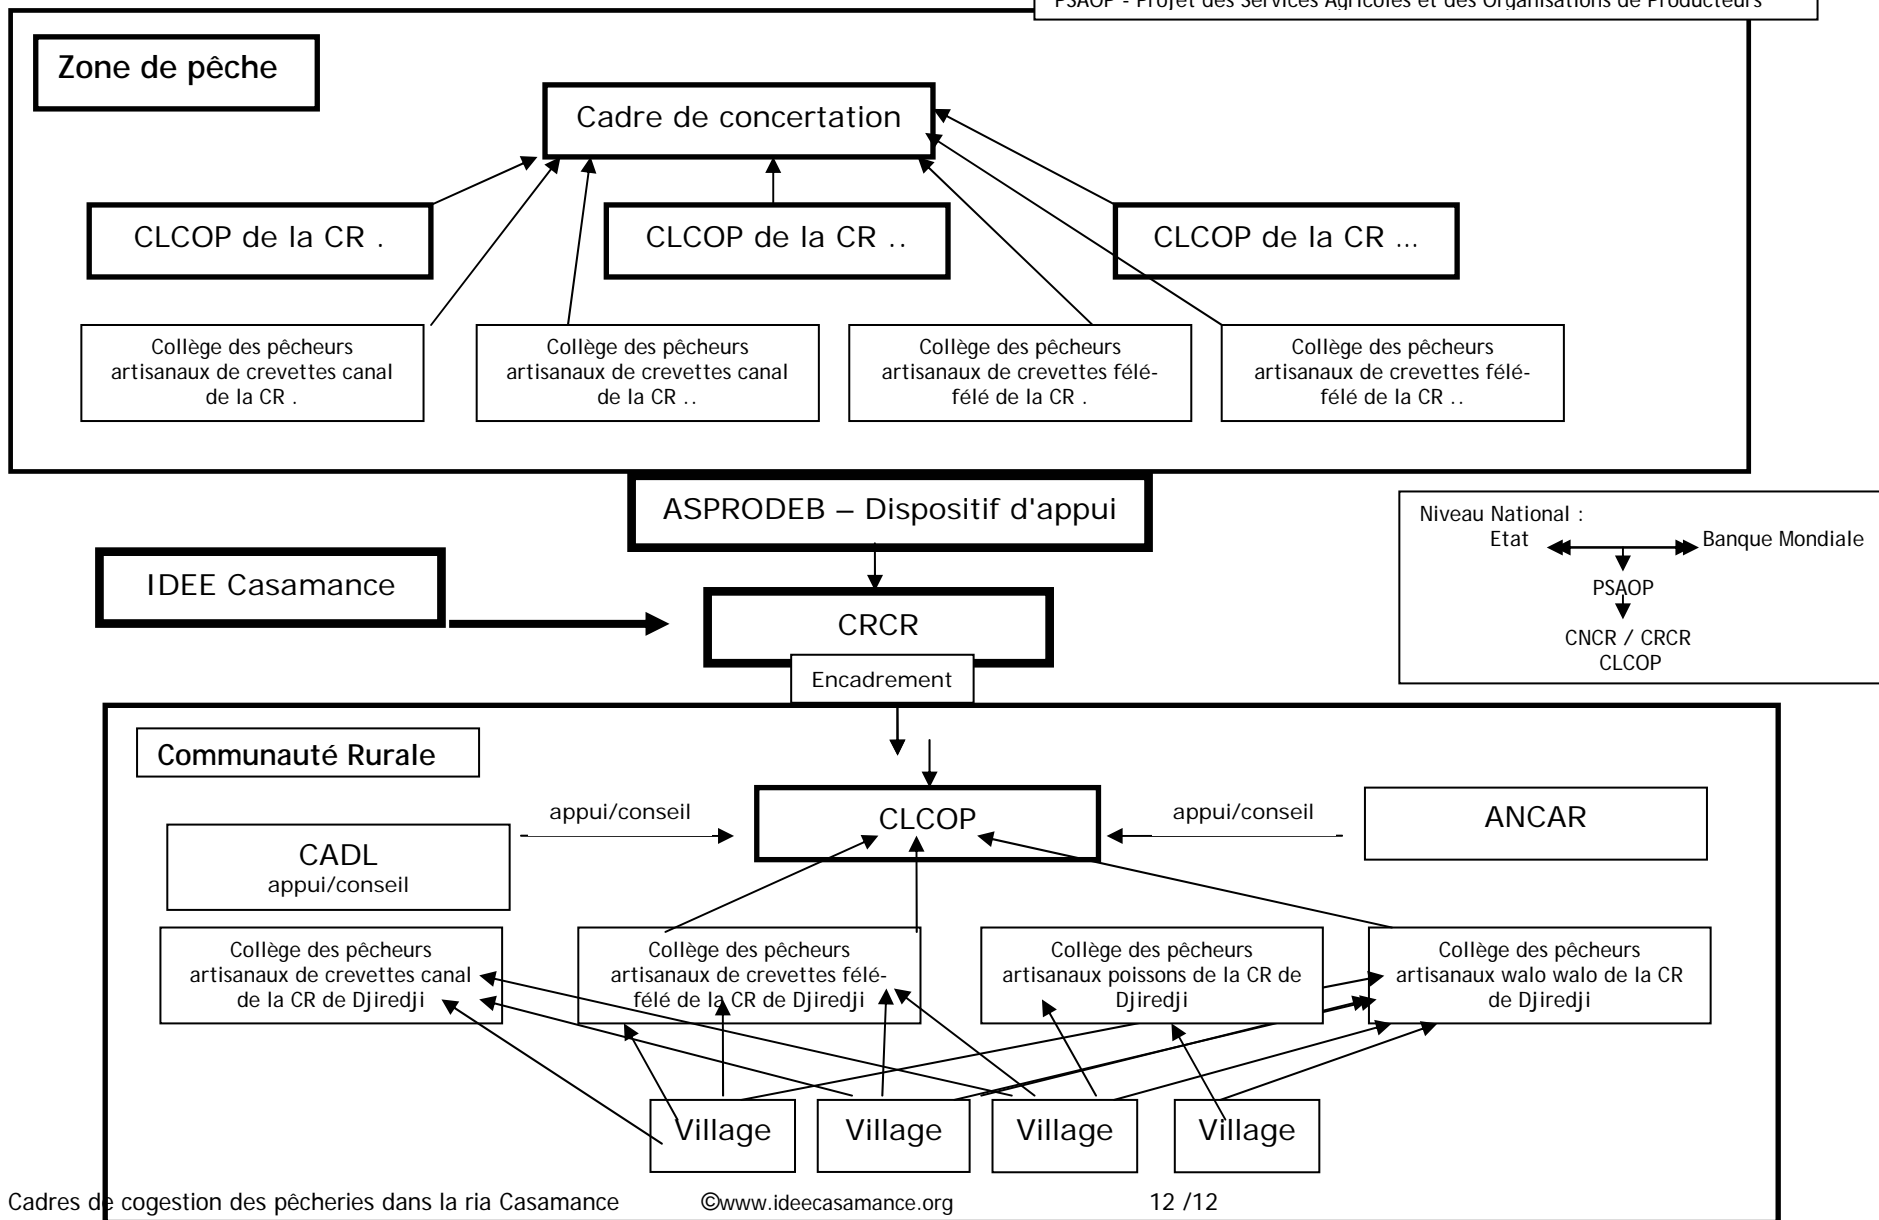 PSAOP - Projet des Services Agricoles et des Organisations de Producteurs
Zone de pêche
Cadre de concertation
CLCOP de la CR .
CLCOP de la CR ..
CLCOP de la CR ...
Collège des pêcheurs
artisanaux de crevettes canal
de la CR .
Collège des pêcheurs
artisanaux de crevettes canal
de la CR ..
Collège des pêcheurs
artisanaux de crevettes félé-
félé de la CR .
Collège des pêcheurs
artisanaux de crevettes félé-
félé de la CR ..
ASPRODEB – Dispositif d'appui
Niveau National :
Etat
Banque Mondiale
PSAOP
CNCR / CRCR
CLCOP
IDEE Casamance
CRCR
Encadrement
Communauté Rurale
appui/conseil
CLCOP
appui/conseil
ANCAR
CADL
appui/conseil
Collège des pêcheurs
artisanaux de crevettes canal
de la CR de Djiredji
Collège des pêcheurs
artisanaux de crevettes félé-
félé de la CR de Djiredji
Collège des pêcheurs
artisanaux poissons de la CR de
Djiredji
Collège des pêcheurs
artisanaux walo walo de la CR
de Djiredji
Village
Village
Village
Village
Cadres de cogestion des pêcheries dans la ria Casamance ©www.ideecasamance.org 12 /12